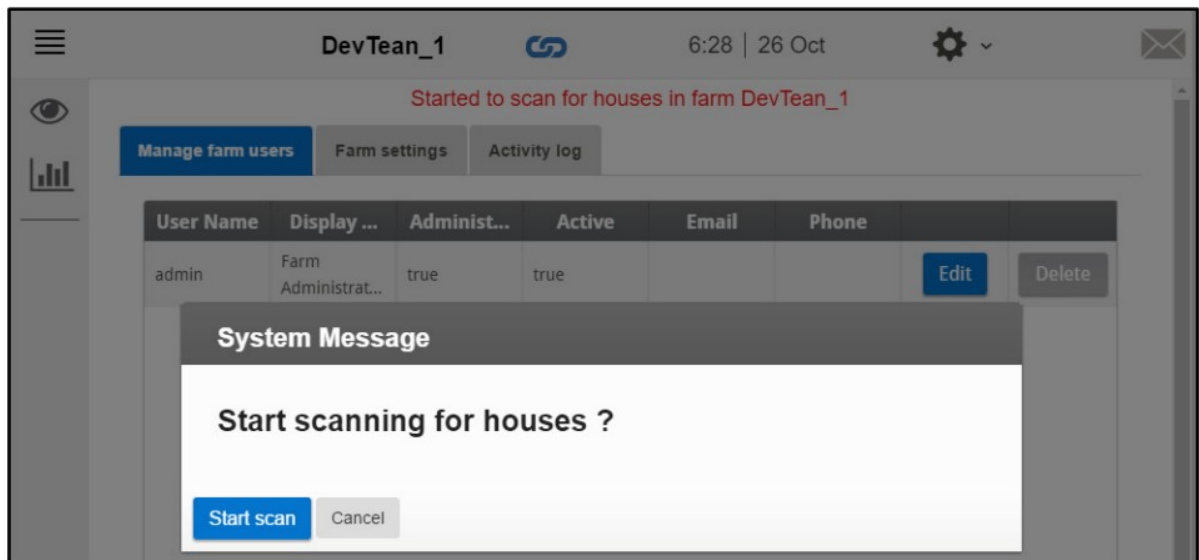 DevTean_1 6:28 | 26 Oct
Started to scan for houses in farm DevTean_1
Manage farm users Farm settings Activity log
User Name Display ... Administ... Active Email Phone
admin Farm Administrat... true true Edit Delete
System Message
Start scanning for houses ?
Start scan Cancel